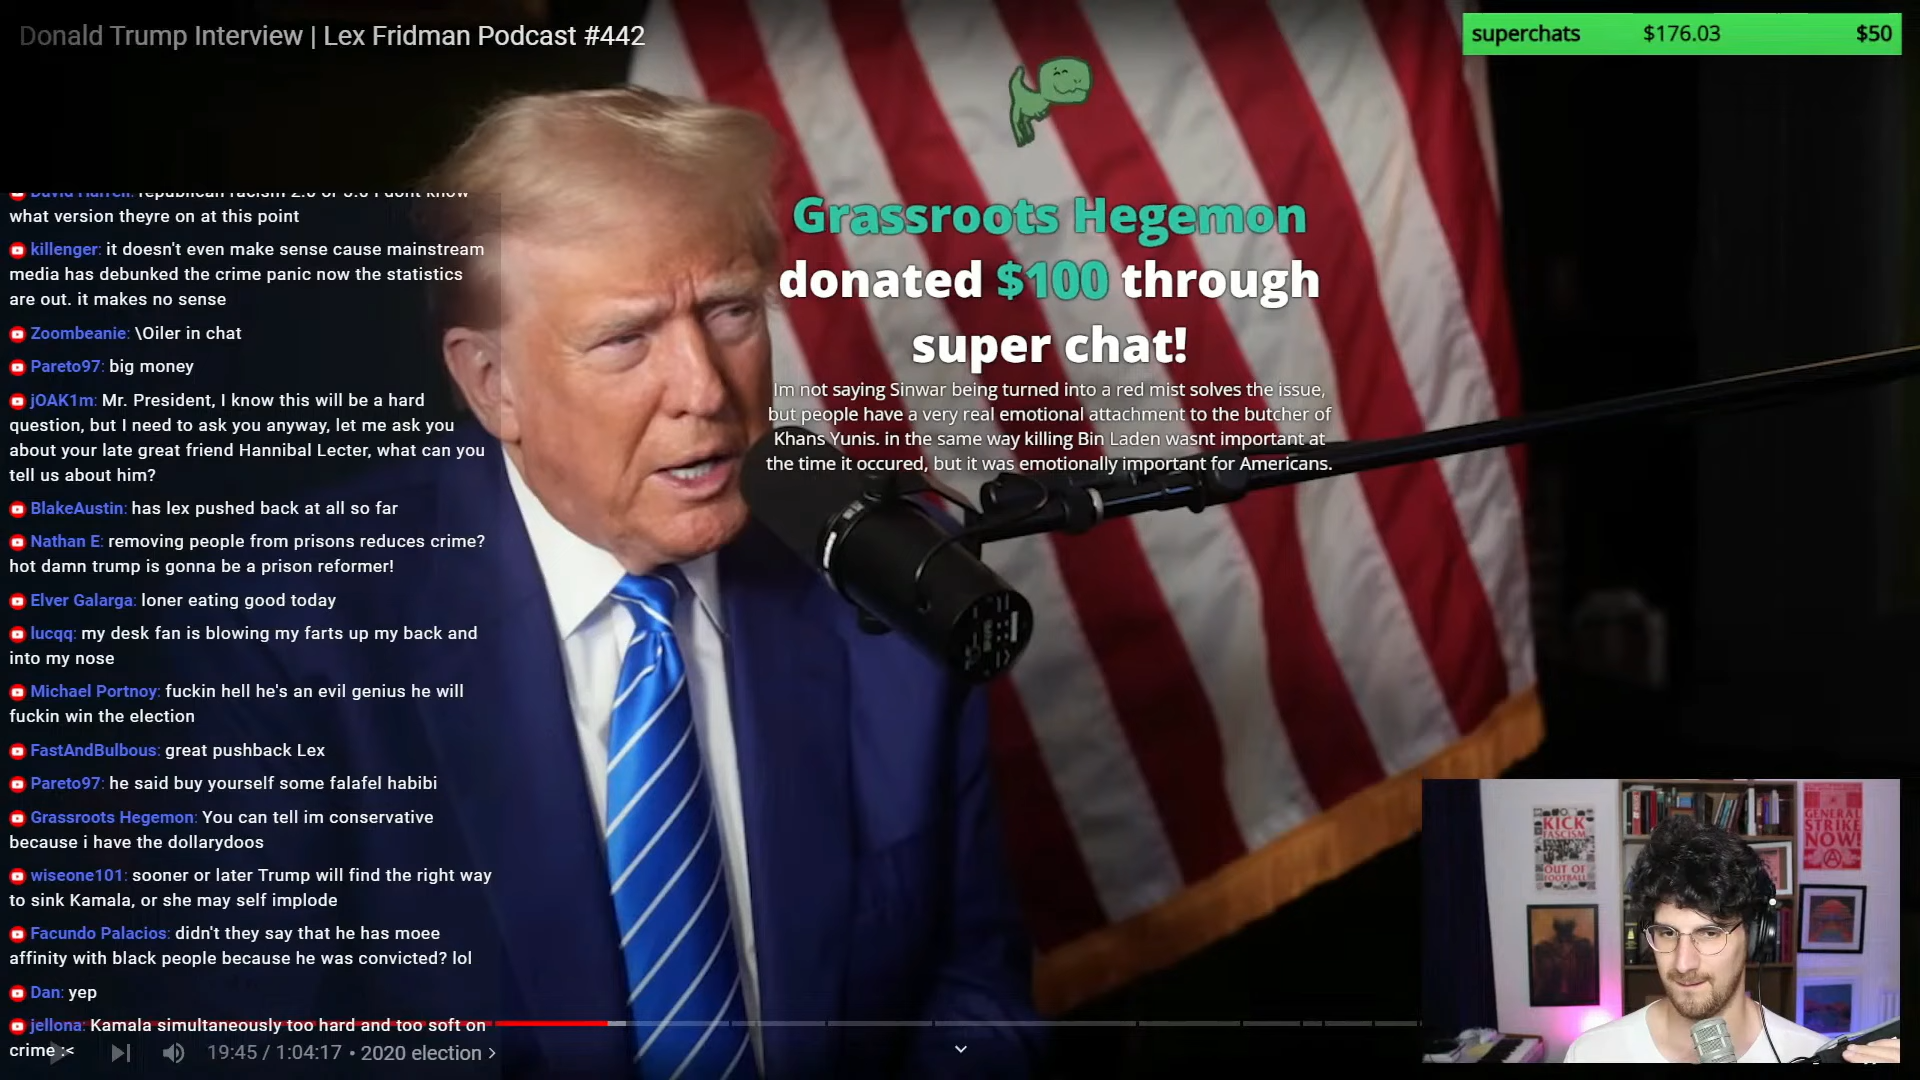 Donald Trump Interview | Lex Fridman Podcast #442
superchats $176.03 $50
Grassroots Hegemon
donated $100 through
super chat!
Im not saying Sinwar being turned into a red mist solves the issue,
but people have a very real emotional attachment to the butcher of
Khans Yunis. in the same way killing Bin Laden wasnt important at
the time it occured, but it was emotionally important for Americans.
David Harrell: republican racism 2.0 or 3.0 I dont know
what version theyre on at this point
killenger: it doesn't even make sense cause mainstream
media has debunked the crime panic now the statistics
are out. it makes no sense
Zoombeanie: \Oiler in chat
Pareto97: big money
jOAK1m: Mr. President, I know this will be a hard
question, but I need to ask you anyway, let me ask you
about your late great friend Hannibal Lecter, what can you
tell us about him?
BlakeAustin: has lex pushed back at all so far
Nathan E: removing people from prisons reduces crime?
hot damn trump is gonna be a prison reformer!
Elver Galarga: loner eating good today
lucqq: my desk fan is blowing my farts up my back and
into my nose
Michael Portnoy: fuckin hell he's an evil genius he will
fuckin win the election
FastAndBulbous: great pushback Lex
Pareto97: he said buy yourself some falafel habibi
Grassroots Hegemon: You can tell im conservative
because i have the dollarydoos
wiseone101: sooner or later Trump will find the right way
to sink Kamala, or she may self implode
Facundo Palacios: didn't they say that he has moee
affinity with black people because he was convicted? lol
Dan: yep
jellona: Kamala simultaneously too hard and too soft on
crime :<
19:45 / 1:04:17 • 2020 election
KICK
FASCISM
OUT OF
FOOTBALL
GENERAL
STRIKE
NOW!